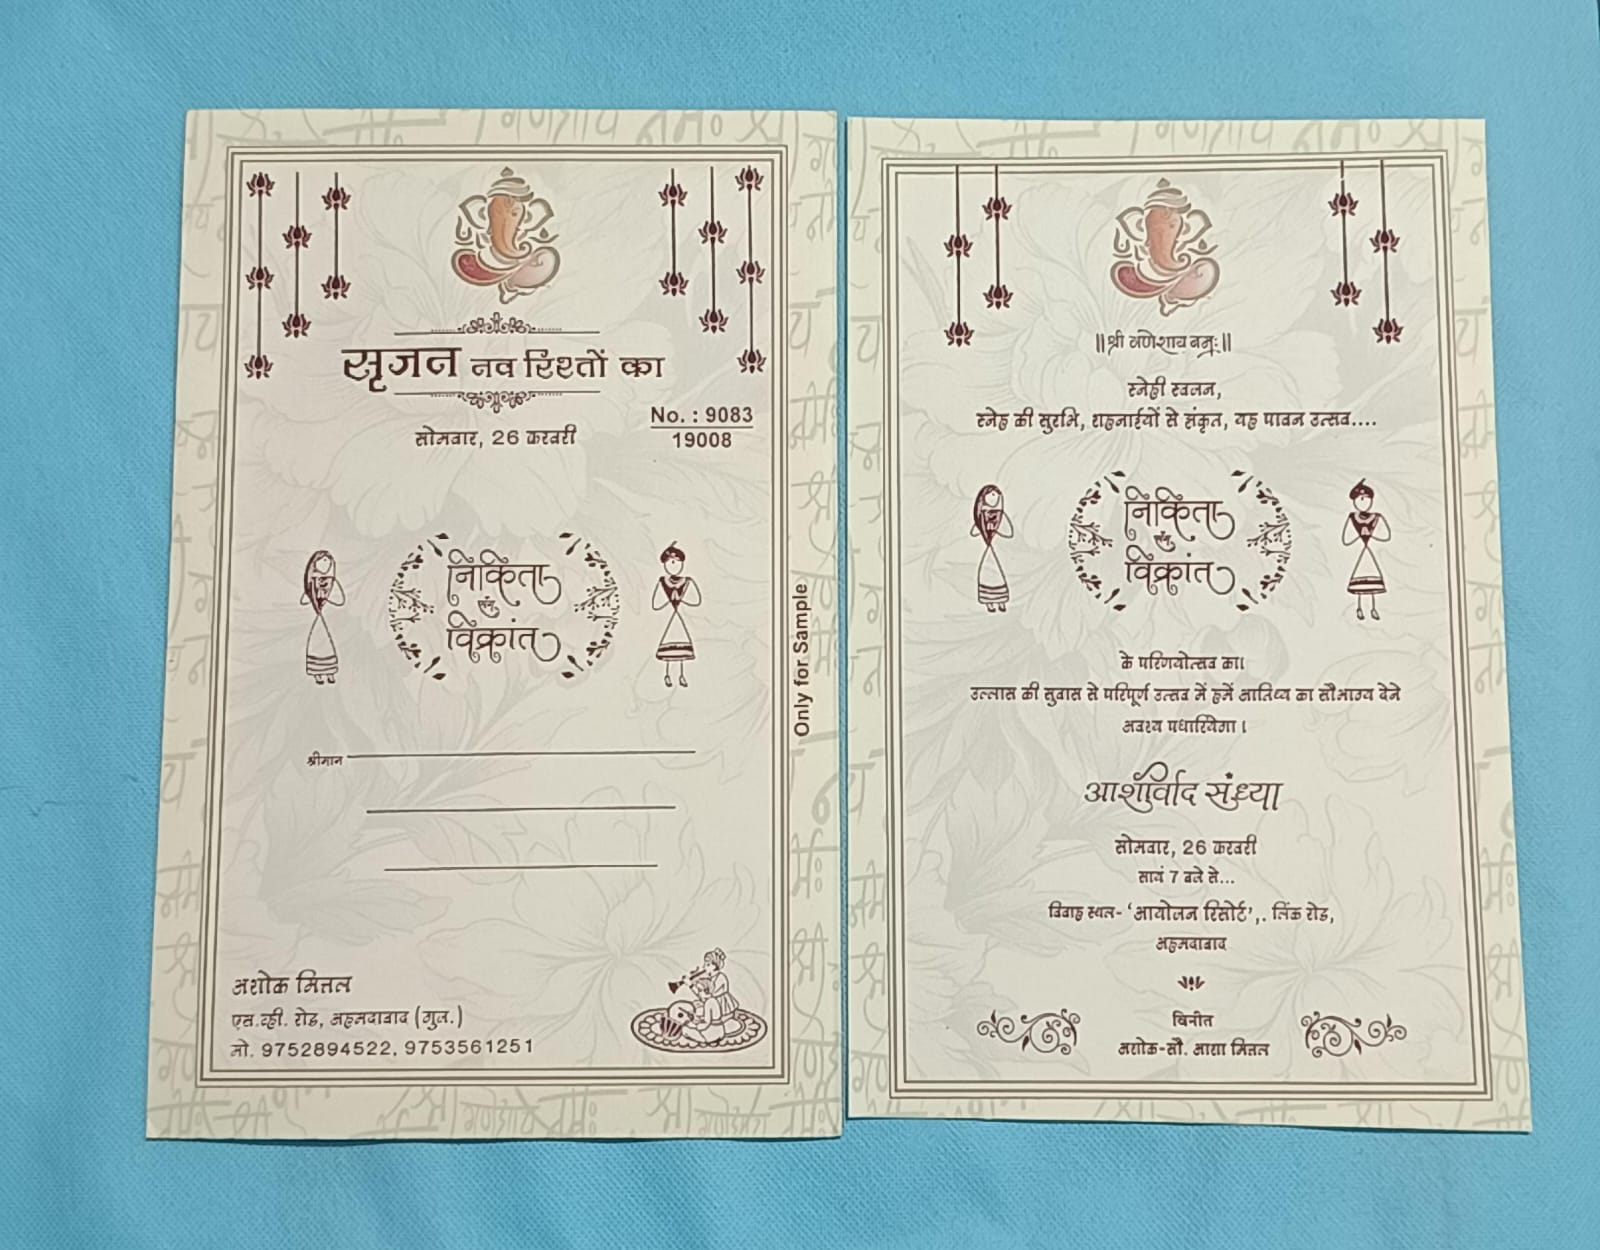 सृजन नव रिश्तों का
No. : 9083
19008
सोमवार, 26 फरवरी
निकिता
संग
विक्रांत
श्रीमान
अशोक मित्तल
एस.व्ही. रोड, अहमदाबाद (गुज.)
मो. 9752894522, 9753561251
Only for Sample
॥श्री गणेशाय नमः॥
स्नेही स्वजन,
स्नेह की सुरभि, शहनाईयों से झंकृत, यह पावन उत्सव....
निकिता
संग
विक्रांत
के परिणयोत्सव का।
उल्लास की सुवास से परिपूर्ण उत्सव में हमें आतिथ्य का सौभाग्य देने
अवश्य पधारियेगा ।
आशीर्वाद संध्या
सोमवार, 26 फरवरी
सायं 7 बजे से...
विवाह स्थल- 'आयोजन रिसोर्ट',. लिंक रोड,
अहमदाबाद
विनीत
अशोक-सौ. आशा मित्तल